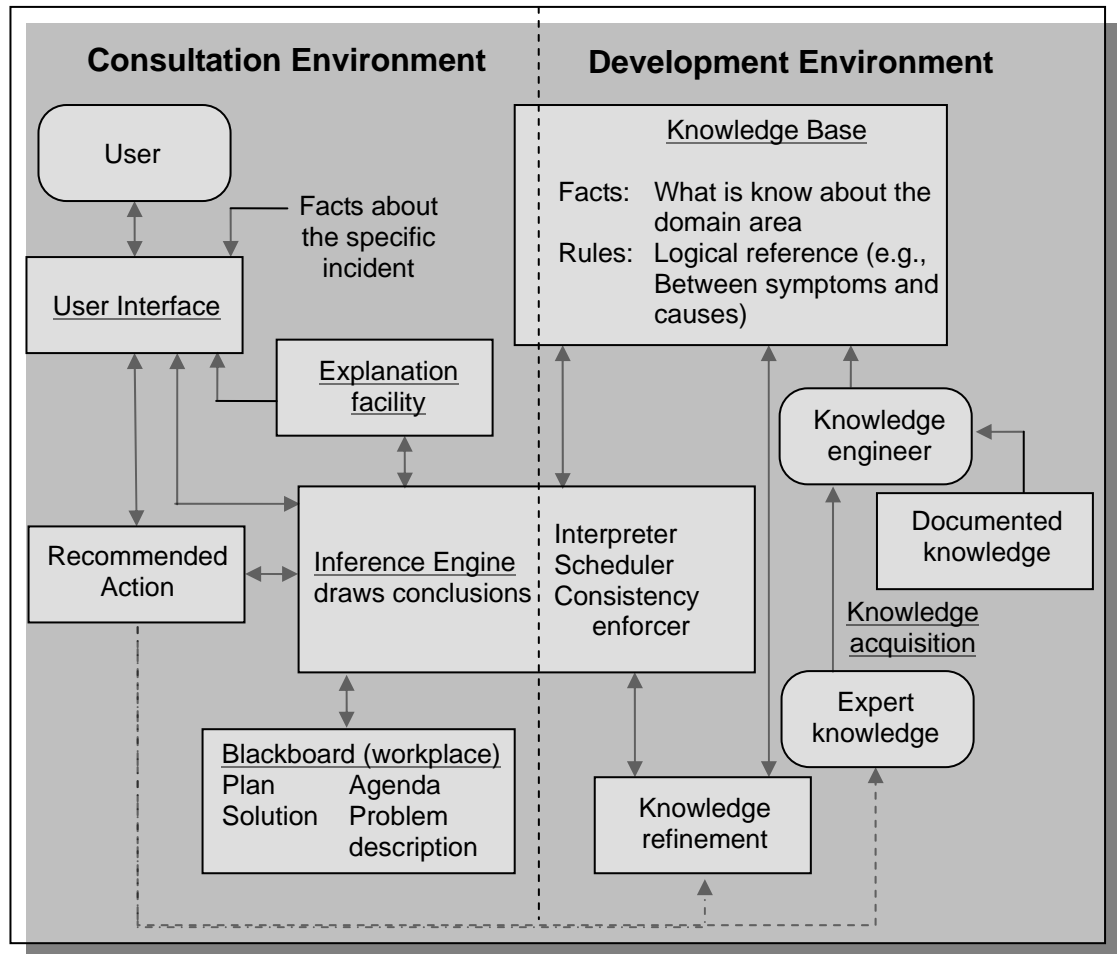 Consultation Environment
Development Environment
User
Facts about
the specific
incident
User Interface
Explanation
facility
Recommended
Action
Inference Engine
draws conclusions
Interpreter
Scheduler
Consistency
enforcer
Blackboard (workplace)
Plan Agenda
Solution Problem
description
Knowledge Base
Facts: What is know about the
domain area
Rules: Logical reference (e.g.,
Between symptoms and
causes)
Knowledge
engineer
Documented
knowledge
Knowledge
acquisition
Expert
knowledge
Knowledge
refinement